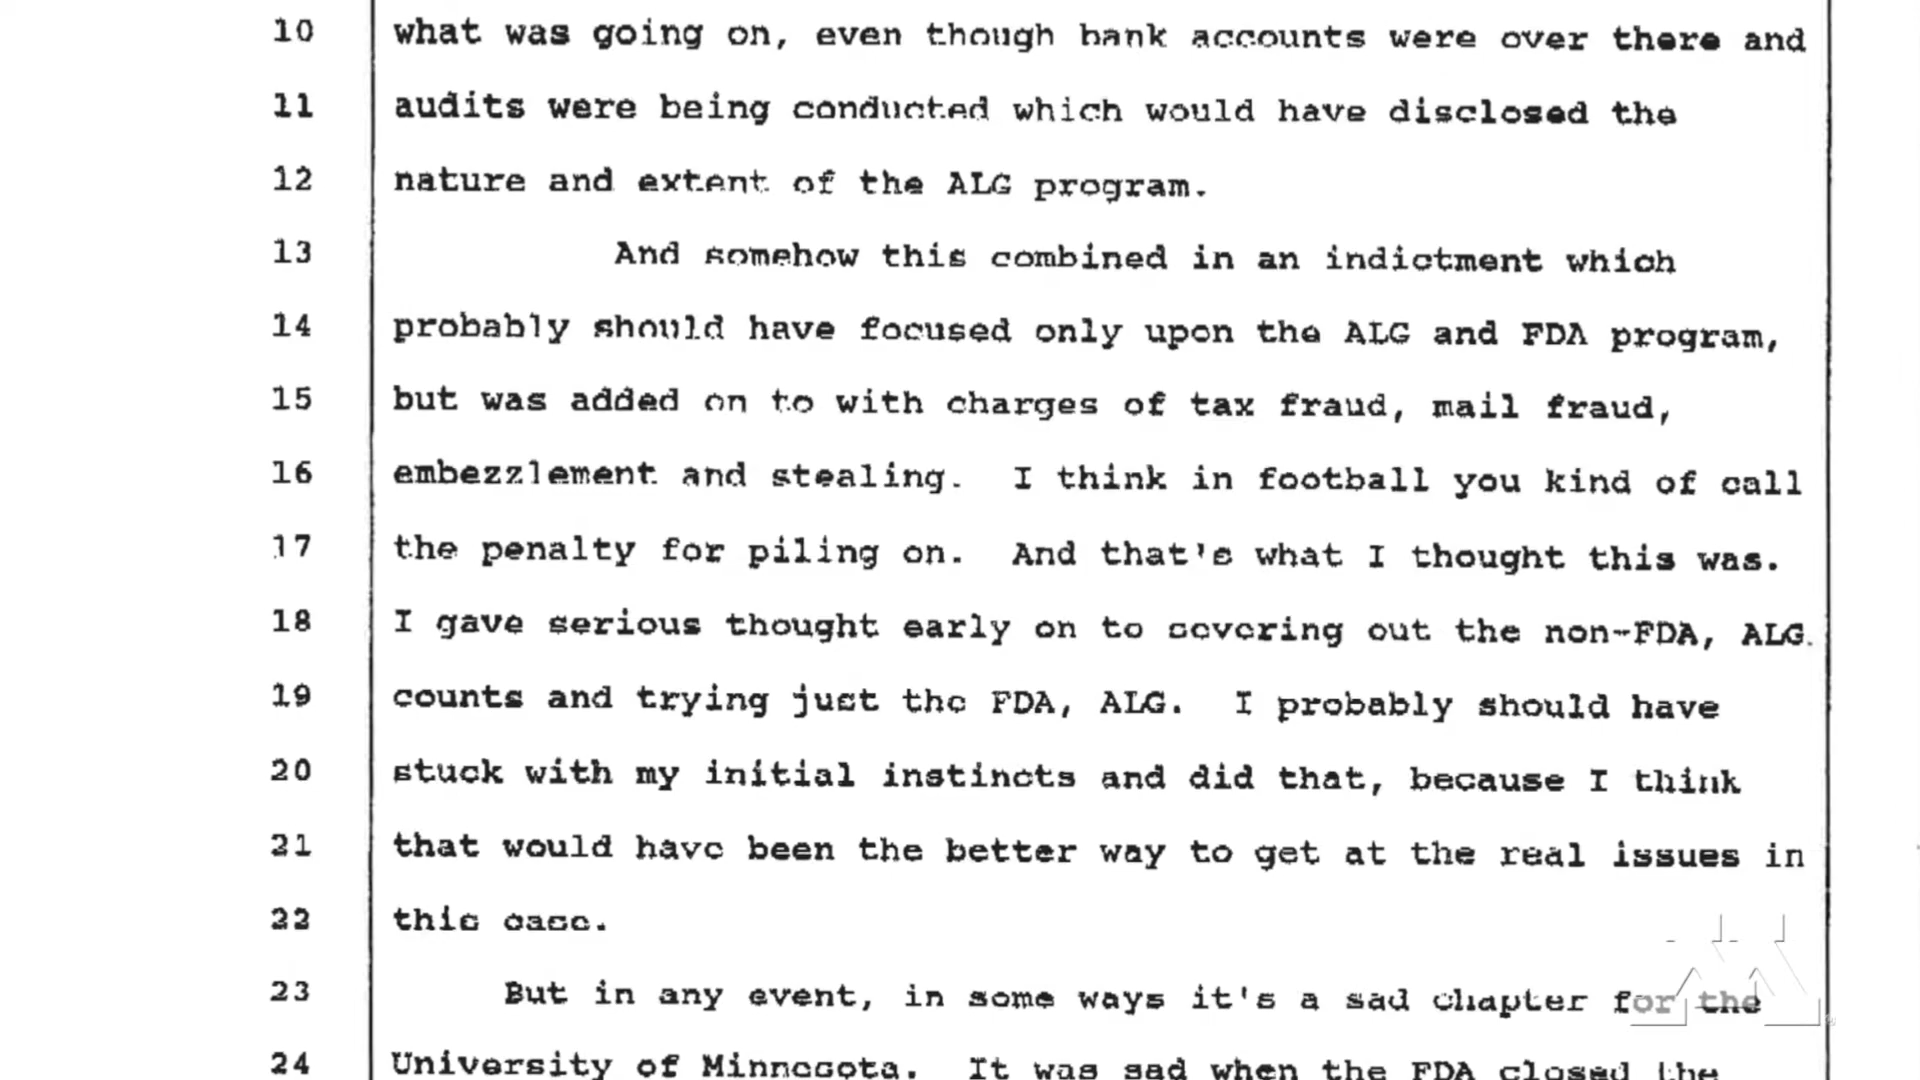 10 what was going on, even though bank accounts were over there and
11 audits were being conducted which would have disclosed the
12 nature and extent of the ALG program.
13 And somehow this combined in an indictment which
14 probably should have focused only upon the ALG and FDA program,
15 but was added on to with charges of tax fraud, mail fraud,
16 embezzlement and stealing. I think in football you kind of call
17 the penalty for piling on. And that's what I thought this was.
18 I gave serious thought early on to severing out the non-FDA, ALG
19 counts and trying just the FDA, ALG. I probably should have
20 stuck with my initial instincts and did that, because I think
21 that would have been the better way to get at the real issues in
22 this case.
23 But in any event, in some ways it's a sad chapter for the
24 University of Minnesota. It was sad when the FDA closed the
M